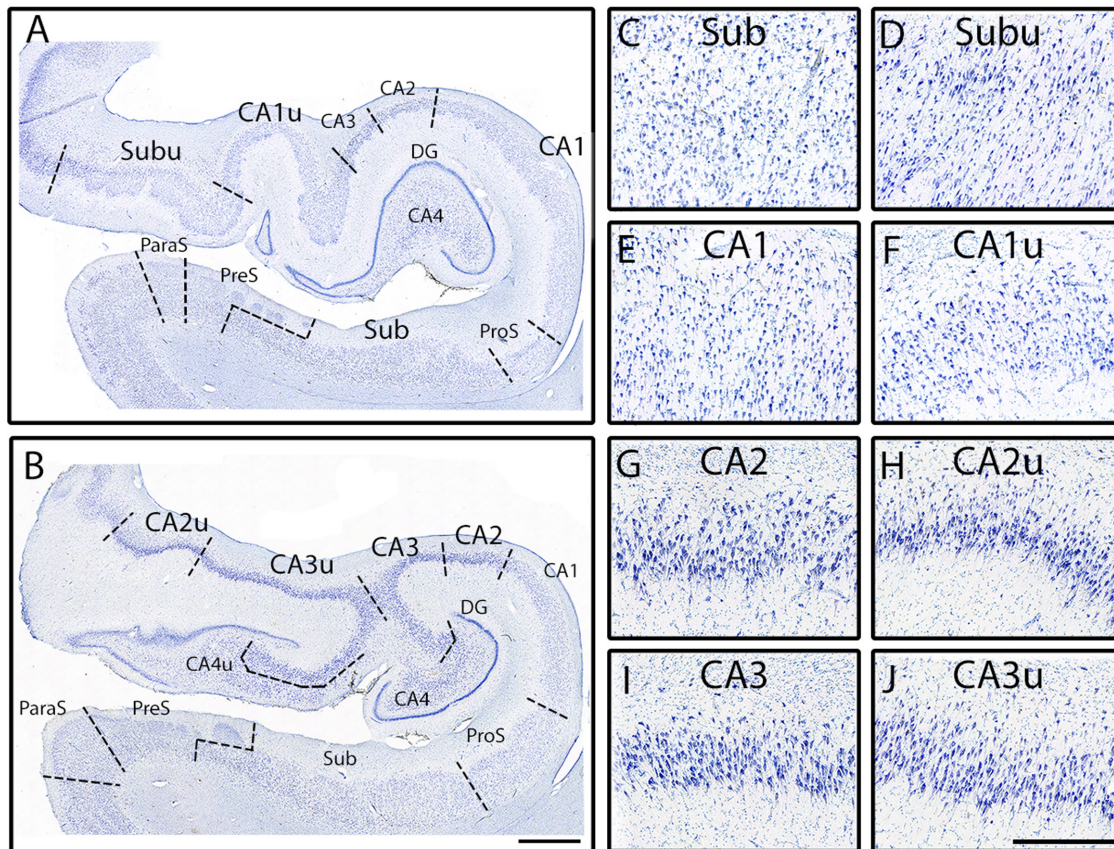 A
CA2
CA1u
CA3
CA1
Subu
DG
CA4
ParaS
PreS
Sub
ProS
B
CA2u
CA3u
CA3
CA2
CA1
DG
CA4u
CA4
ParaS
PreS
Sub
ProS
C
Sub
D
Subu
E
CA1
F
CA1u
G
CA2
H
CA2u
I
CA3
J
CA3u